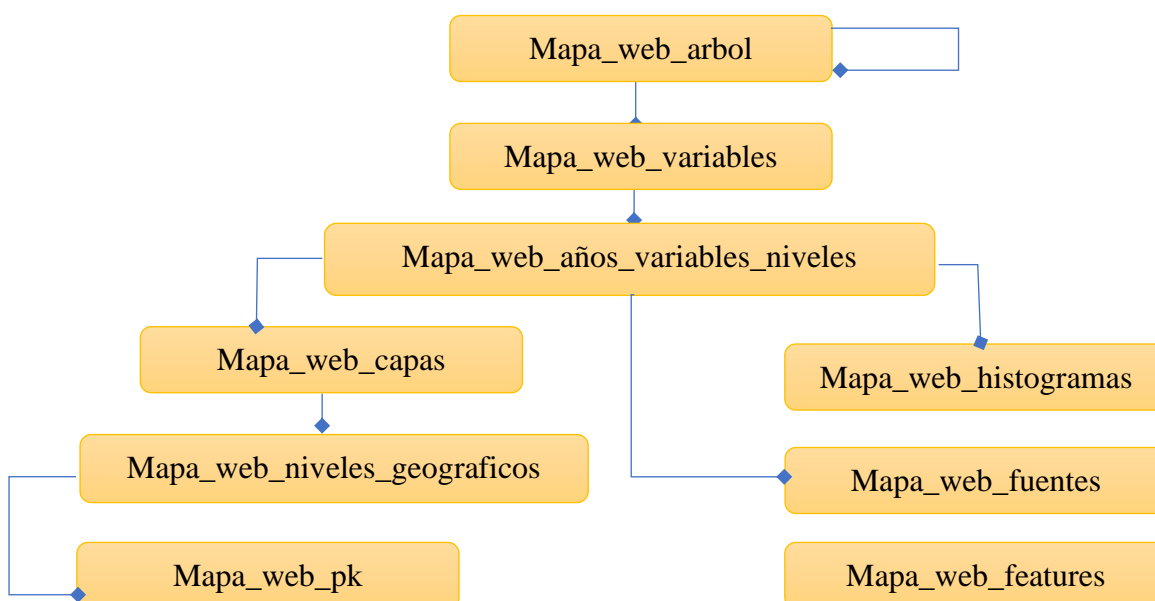 Mapa_web_arbol
Mapa_web_variables
Mapa_web_años_variables_niveles
Mapa_web_capas
Mapa_web_histogramas
Mapa_web_niveles_geograficos
Mapa_web_fuentes
Mapa_web_pk
Mapa_web_features